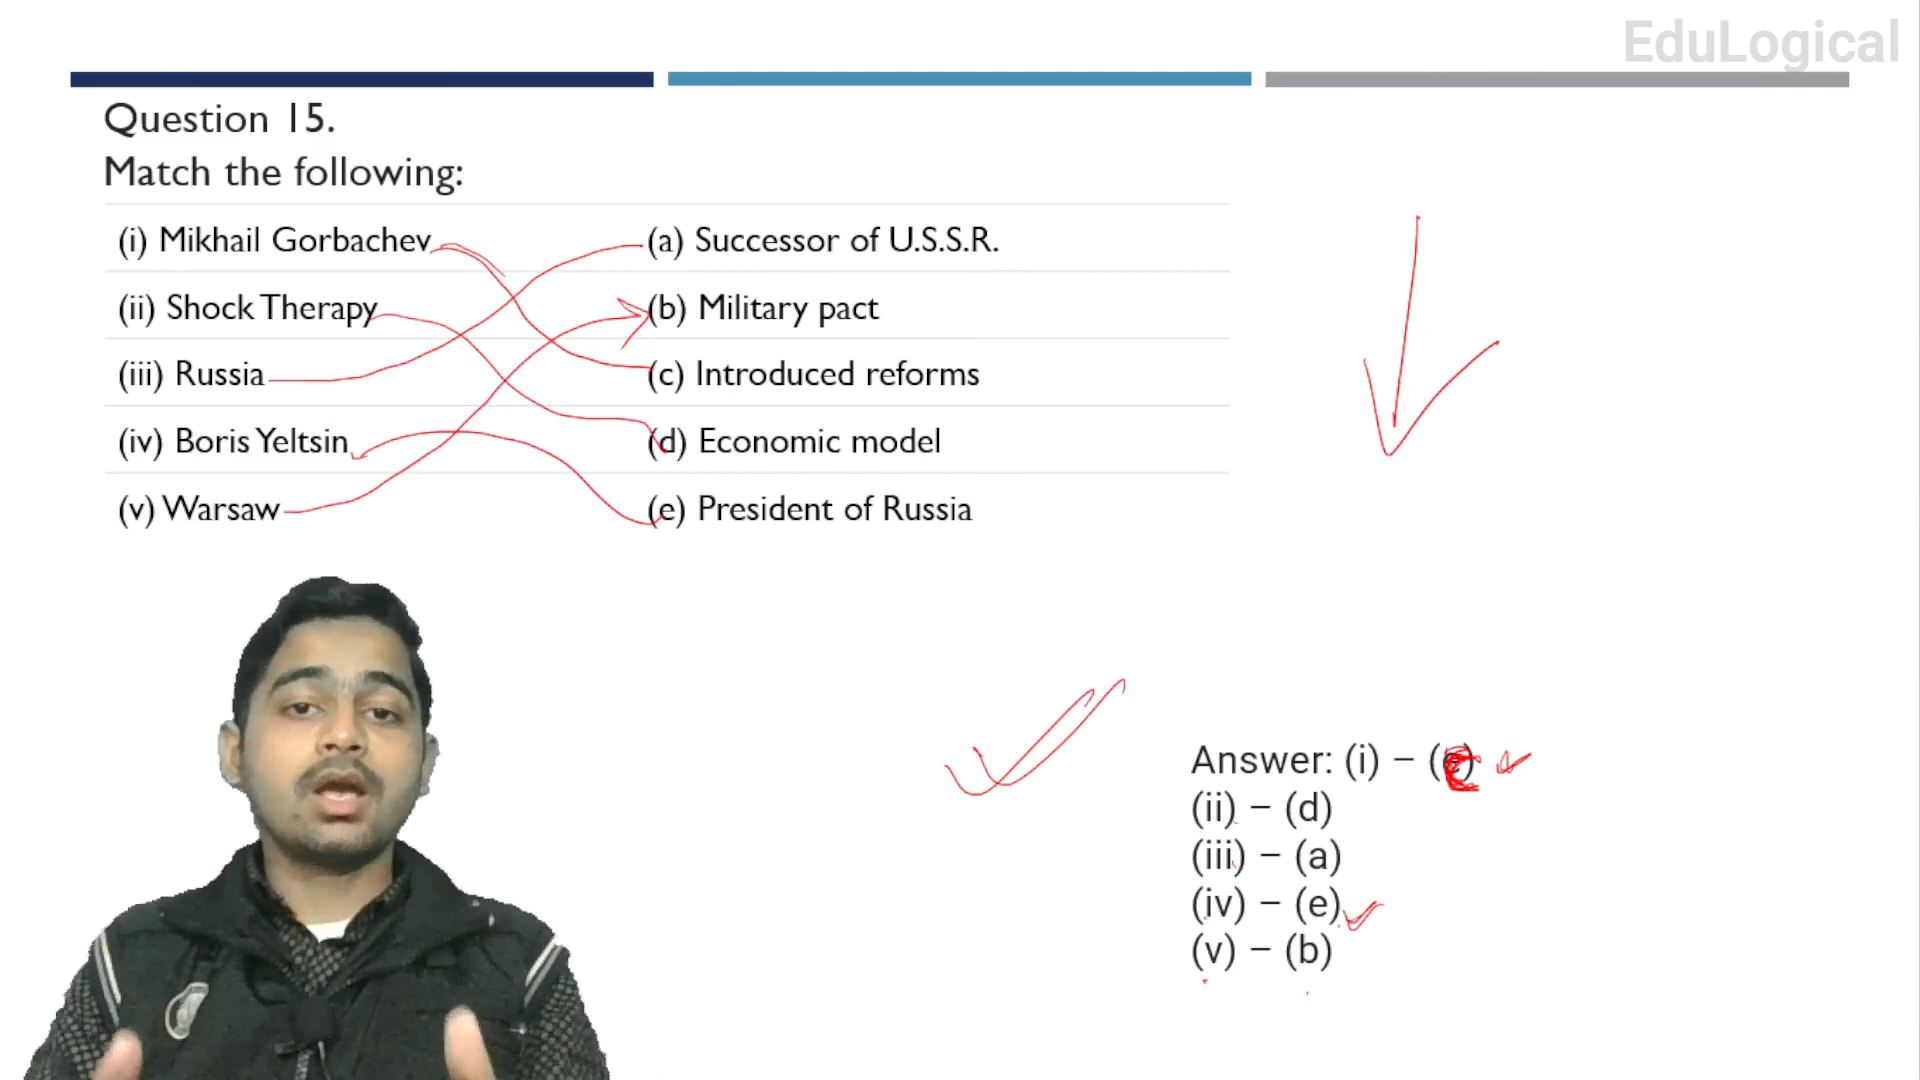 EduLogical
Question 15.
Match the following:
(i) Mikhail Gorbachev (a) Successor of U.S.S.R.
(ii) Shock Therapy (b) Military pact
(iii) Russia (c) Introduced reforms
(iv) Boris Yeltsin (d) Economic model
(v) Warsaw (e) President of Russia
Answer: (i) – (c)
(ii) – (d)
(iii) – (a)
(iv) – (e)
(v) – (b)